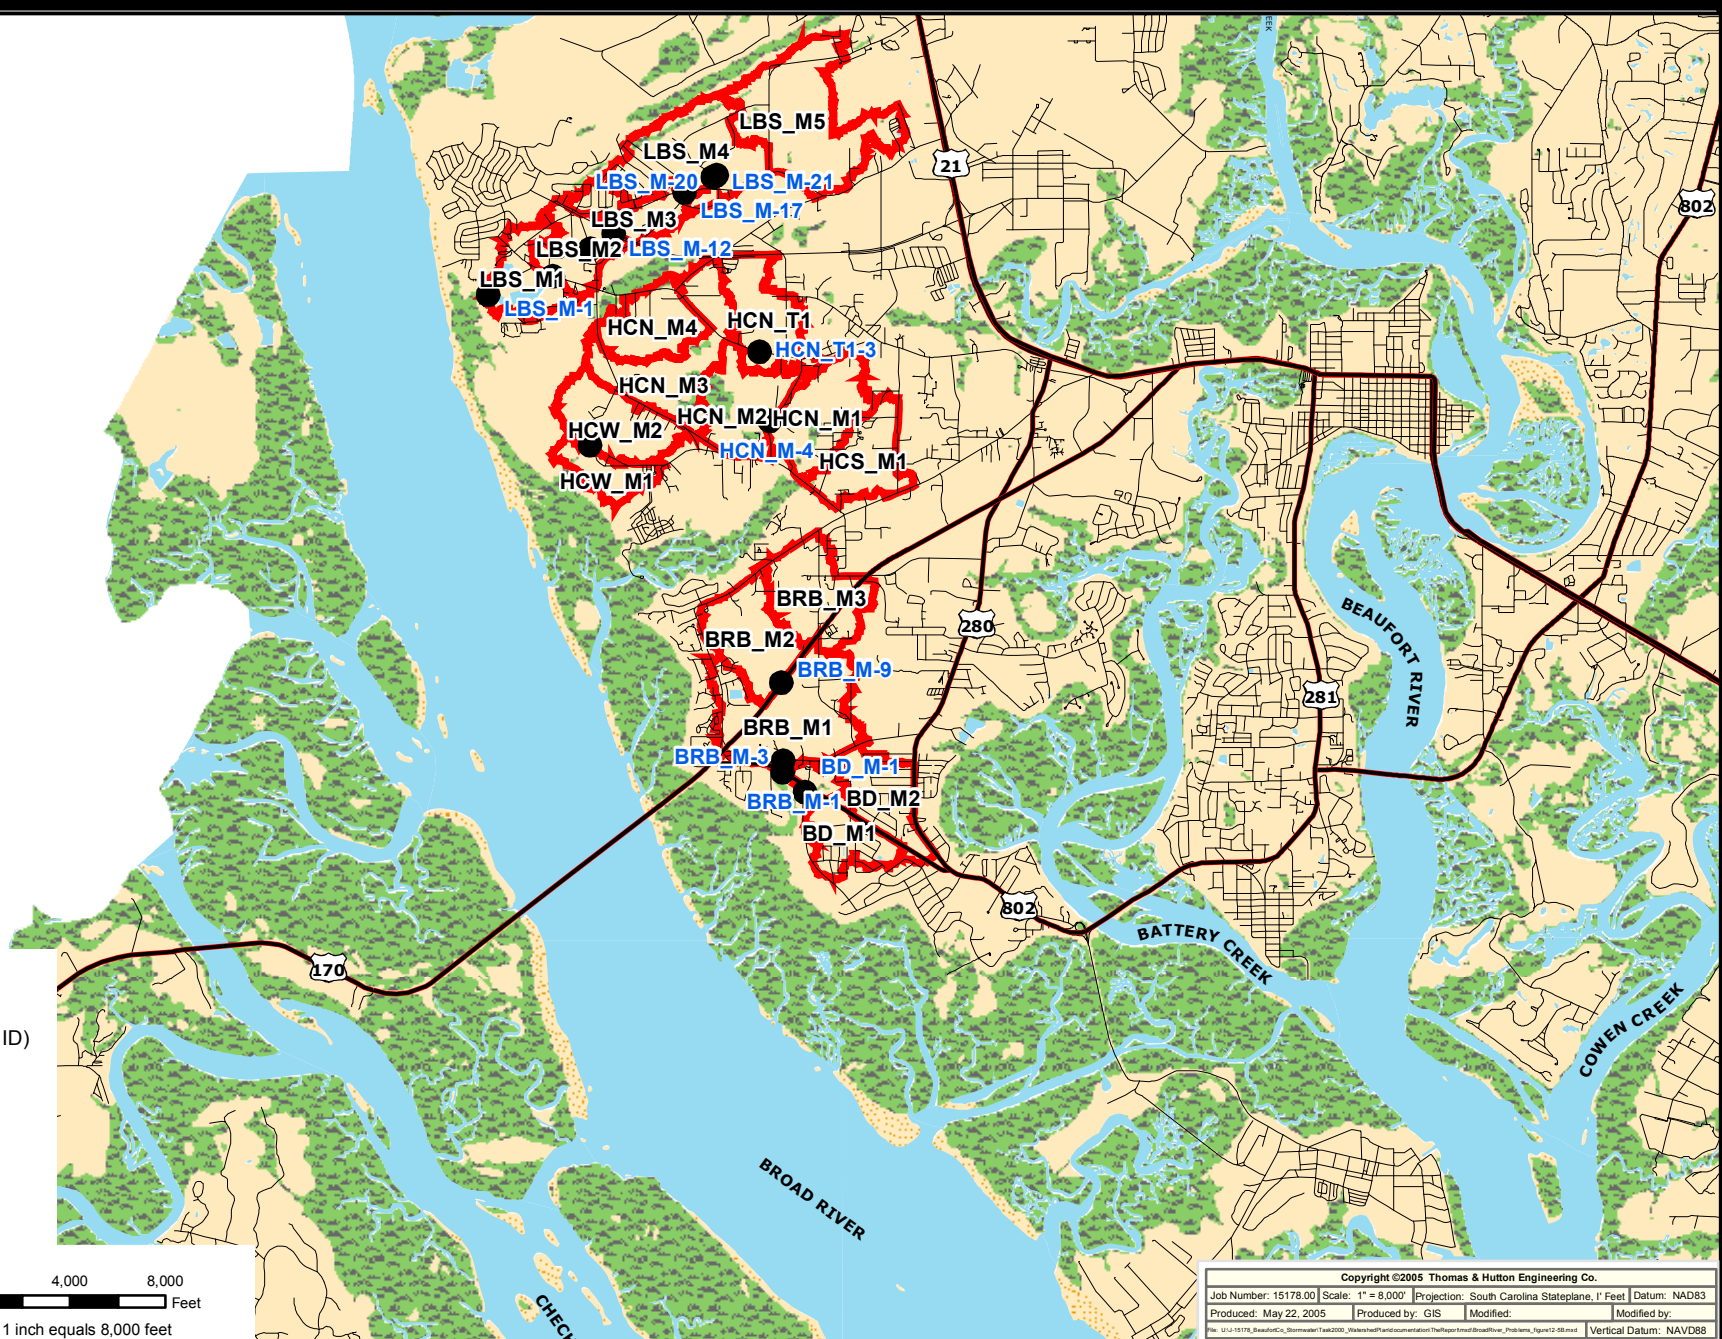 EEK
LBS_M5
LBS_M4
21
LBS_M-20
LBS_M-21
802
LBS_M-17
LBS_M3
LBS_M2
LBS_M-12
LBS_M1
LBS_M-1
HCN_M4
HCN_T1
HCN_T1-3
HCN_M3
HCN_M2
HCN_M1
HCW_M2
HCN_M-4
HCS_M1
HCW_M1
BRB_M3
280
BEAUFORT RIVER
BRB_M2
BRB_M-9
281
BRB_M1
BRB_M-3
BD_M-1
BRB_M-1
BD_M2
BD_M1
802
BATTERY CREEK
170
COWEN CREEK
ID)
BROAD RIVER
CHECH
4,000 8,000
Feet
1 inch equals 8,000 feet
Copyright ©2005 Thomas & Hutton Engineering Co.
Job Number: 15178.00 Scale: 1" = 8,000' Projection: South Carolina Stateplane, I' Feet Datum: NAD83
Produced: May 22, 2005 Produced by: GIS Modified: Modified by:
Vertical Datum: NAVD88